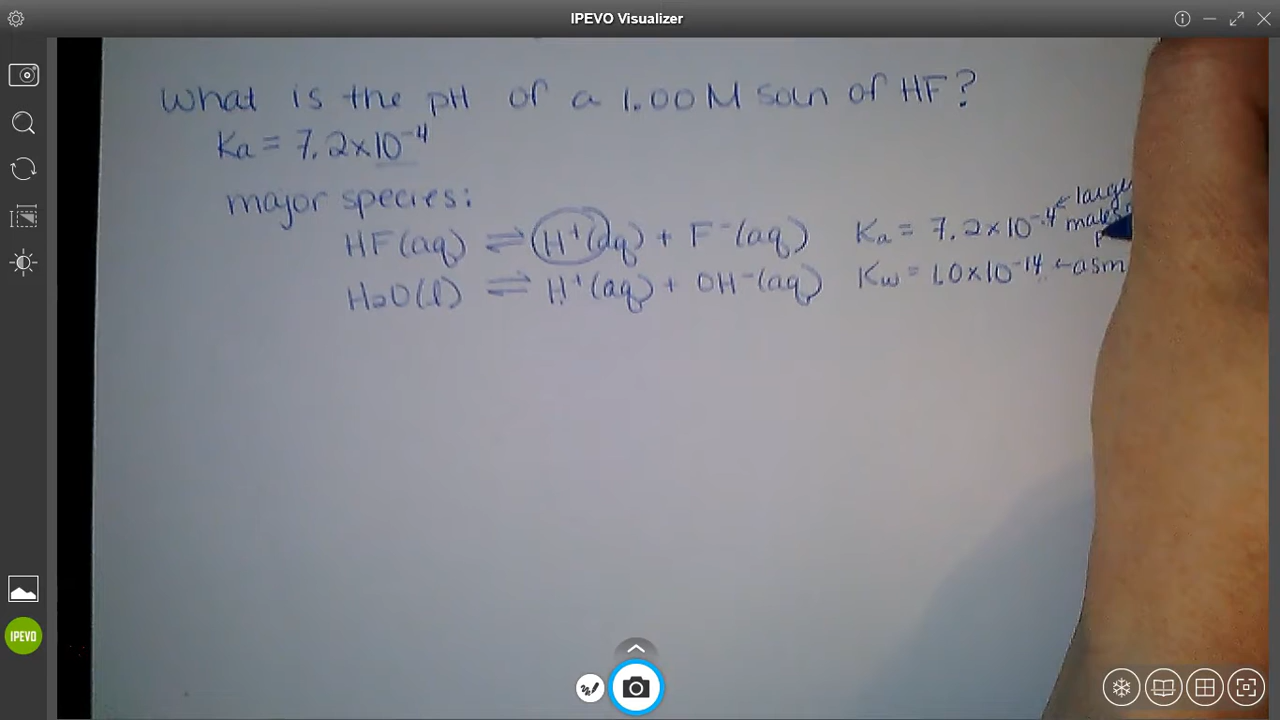 IPEVO Visualizer
What is the pH of a 1.00 M soln of HF?
Ka = 7.2×10⁻⁴
major species:
HF(aq) ⇌ H⁺(aq) + F⁻(aq) Ka = 7.2×10⁻⁴ ←
H₂O(l) ⇌ H⁺(aq) + OH⁻(aq) Kw = 1.0×10⁻¹⁴ ←
IPEVO